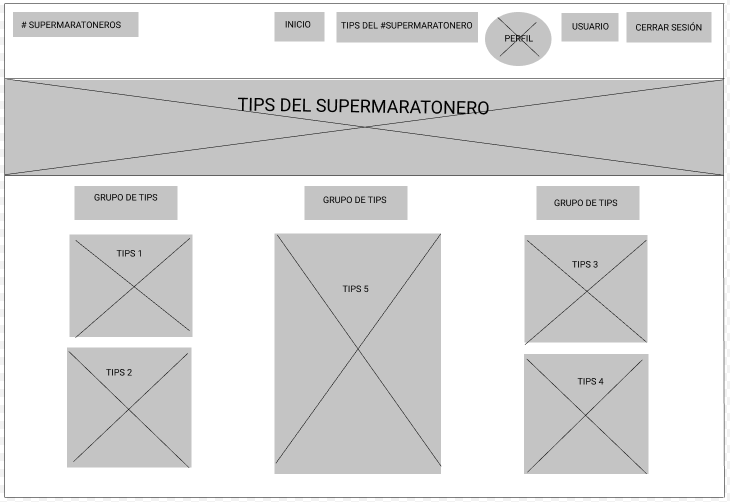 # SUPERMARATONEROS
INICIO
TIPS DEL #SUPERMARATONERO
PERFIL
USUARIO
CERRAR SESIÓN
TIPS DEL SUPERMARATONERO
GRUPO DE TIPS
GRUPO DE TIPS
GRUPO DE TIPS
TIPS 1
TIPS 5
TIPS 3
TIPS 2
TIPS 4